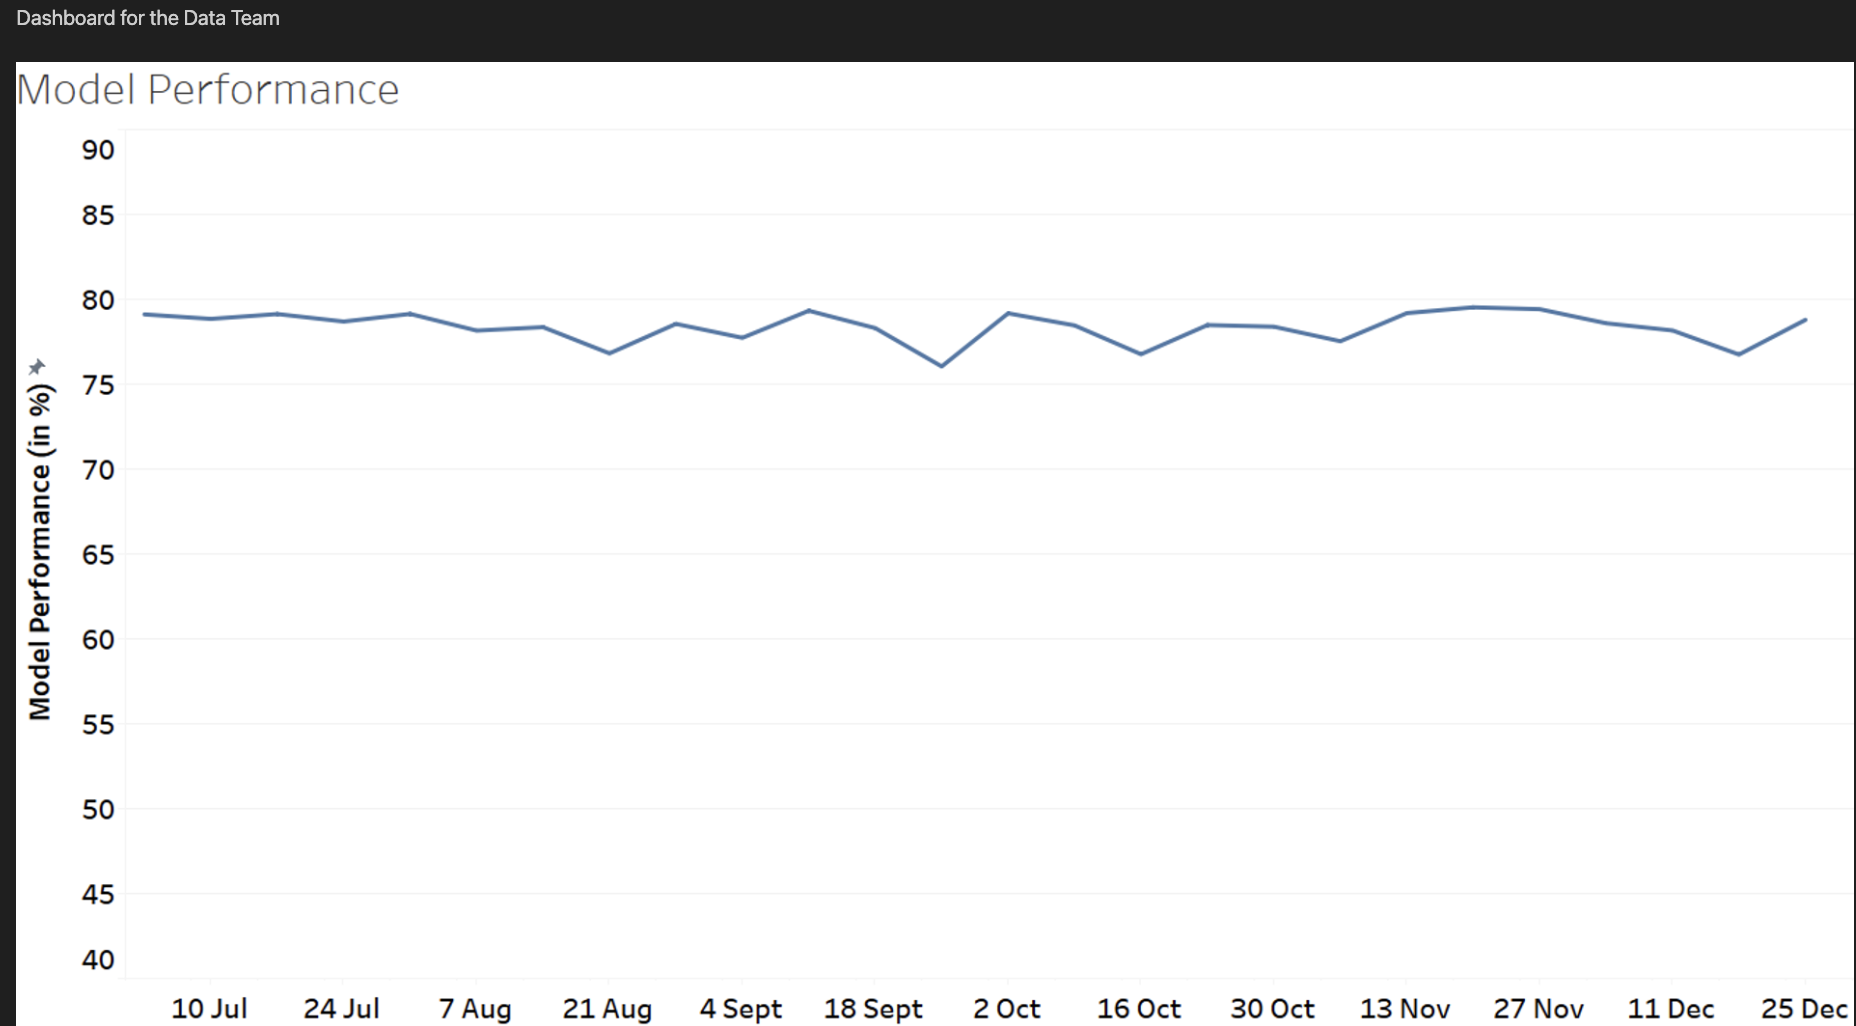 Dashboard for the Data Team
Model Performance
90
85
80
75
70
65
60
55
50
45
40
Model Performance (in %)
10 Jul 24 Jul 7 Aug 21 Aug 4 Sept 18 Sept 2 Oct 16 Oct 30 Oct 13 Nov 27 Nov 11 Dec 25 Dec